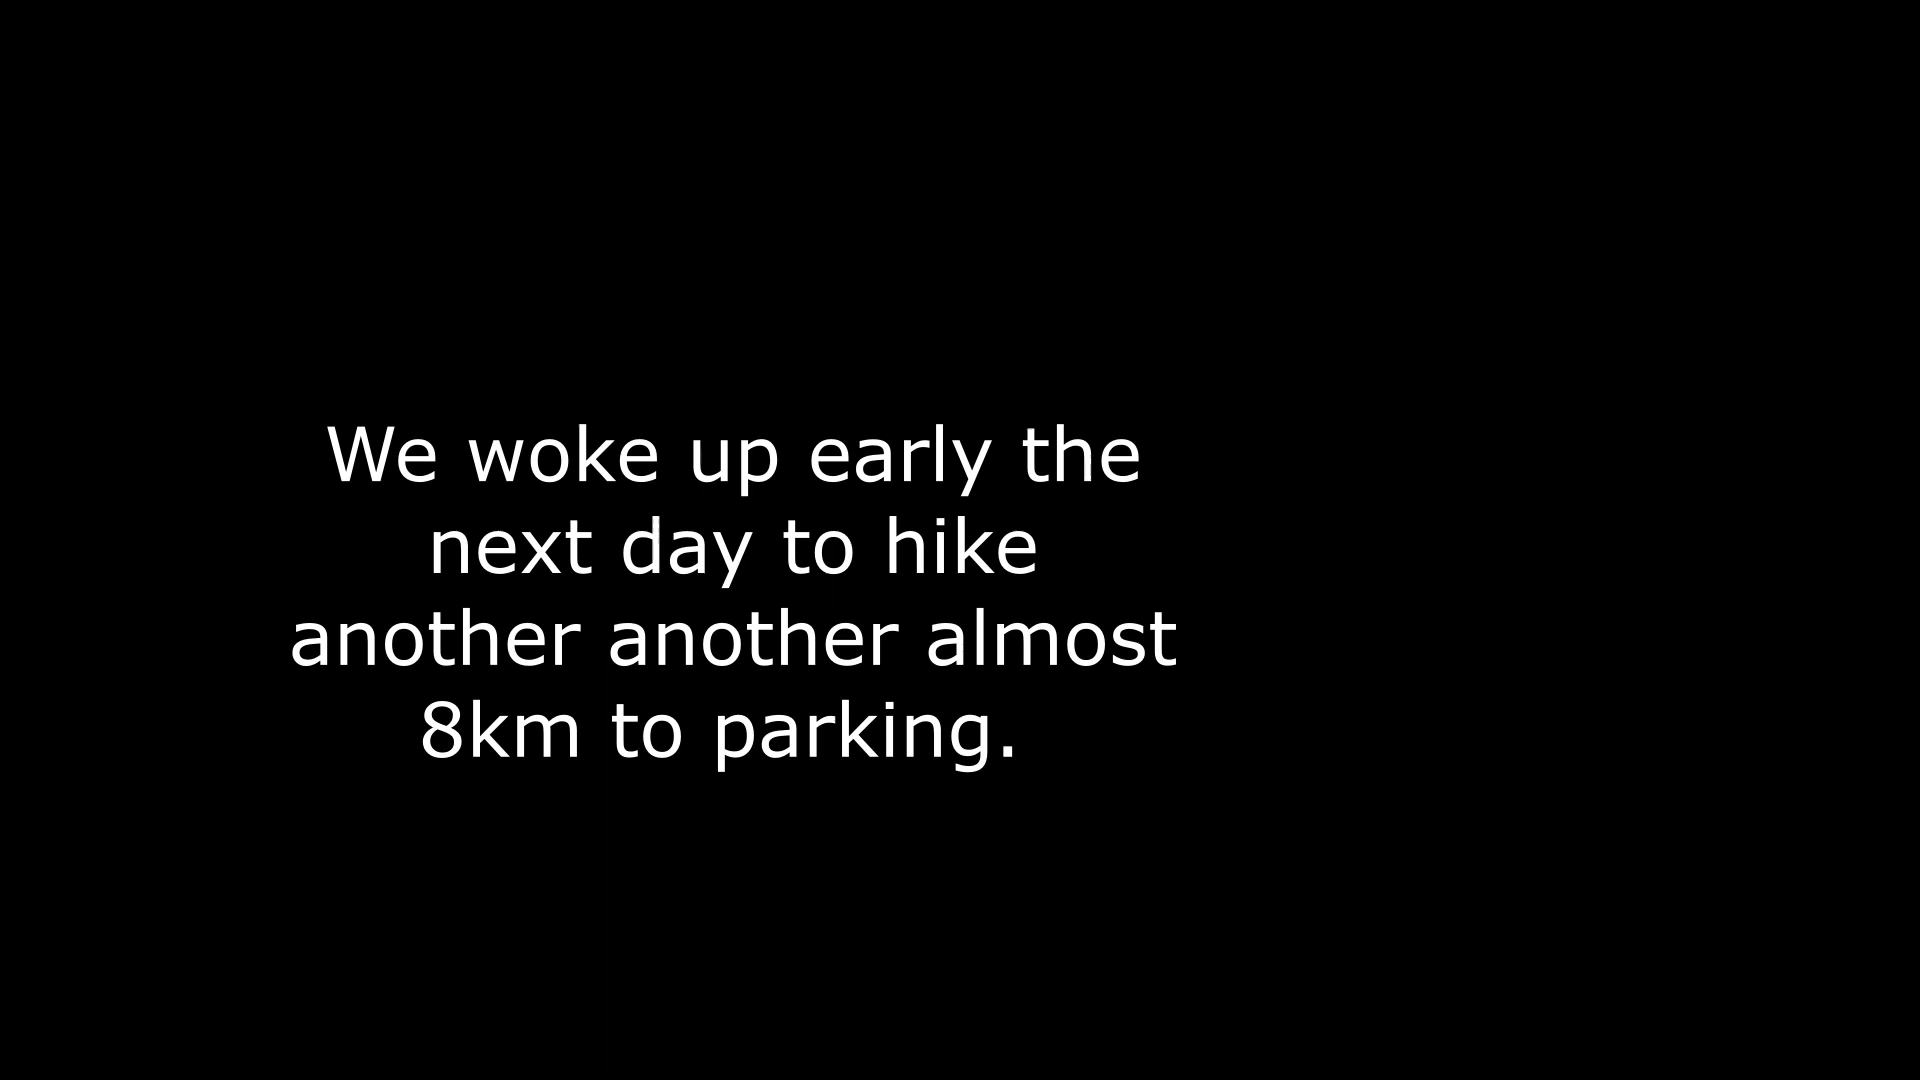 We woke up early the
next day to hike
another another almost
8km to parking.